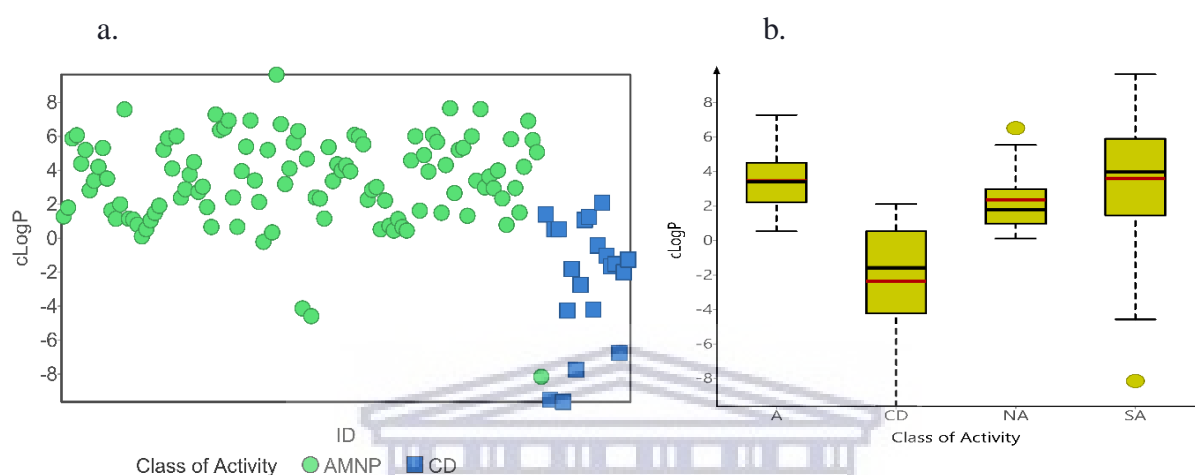 a.
b.
cLogP
8
6
4
2
0
-2
-4
-6
-8
ID
Class of Activity AMNP CD
cLogP
8
6
4
2
0
-2
-4
-6
-8
A CD NA SA
Class of Activity